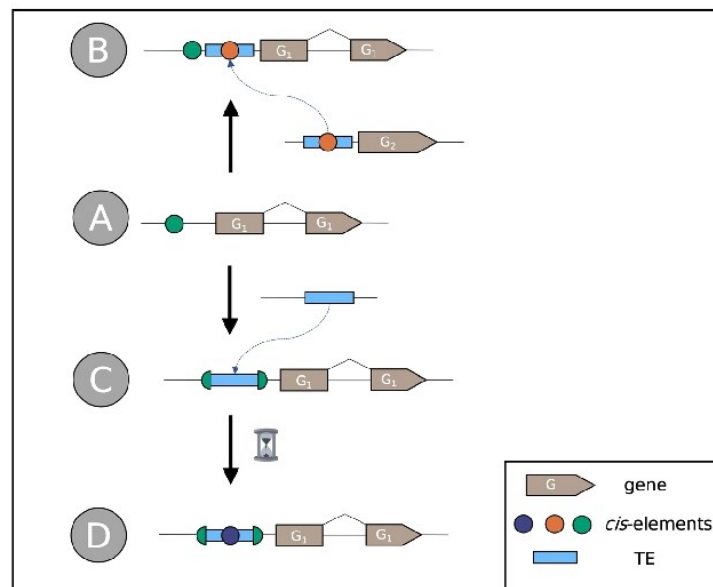 B G₁ G₁
G₂
A G₁ G₁
C G₁ G₁
D G₁ G₁
G gene
cis-elements
TE